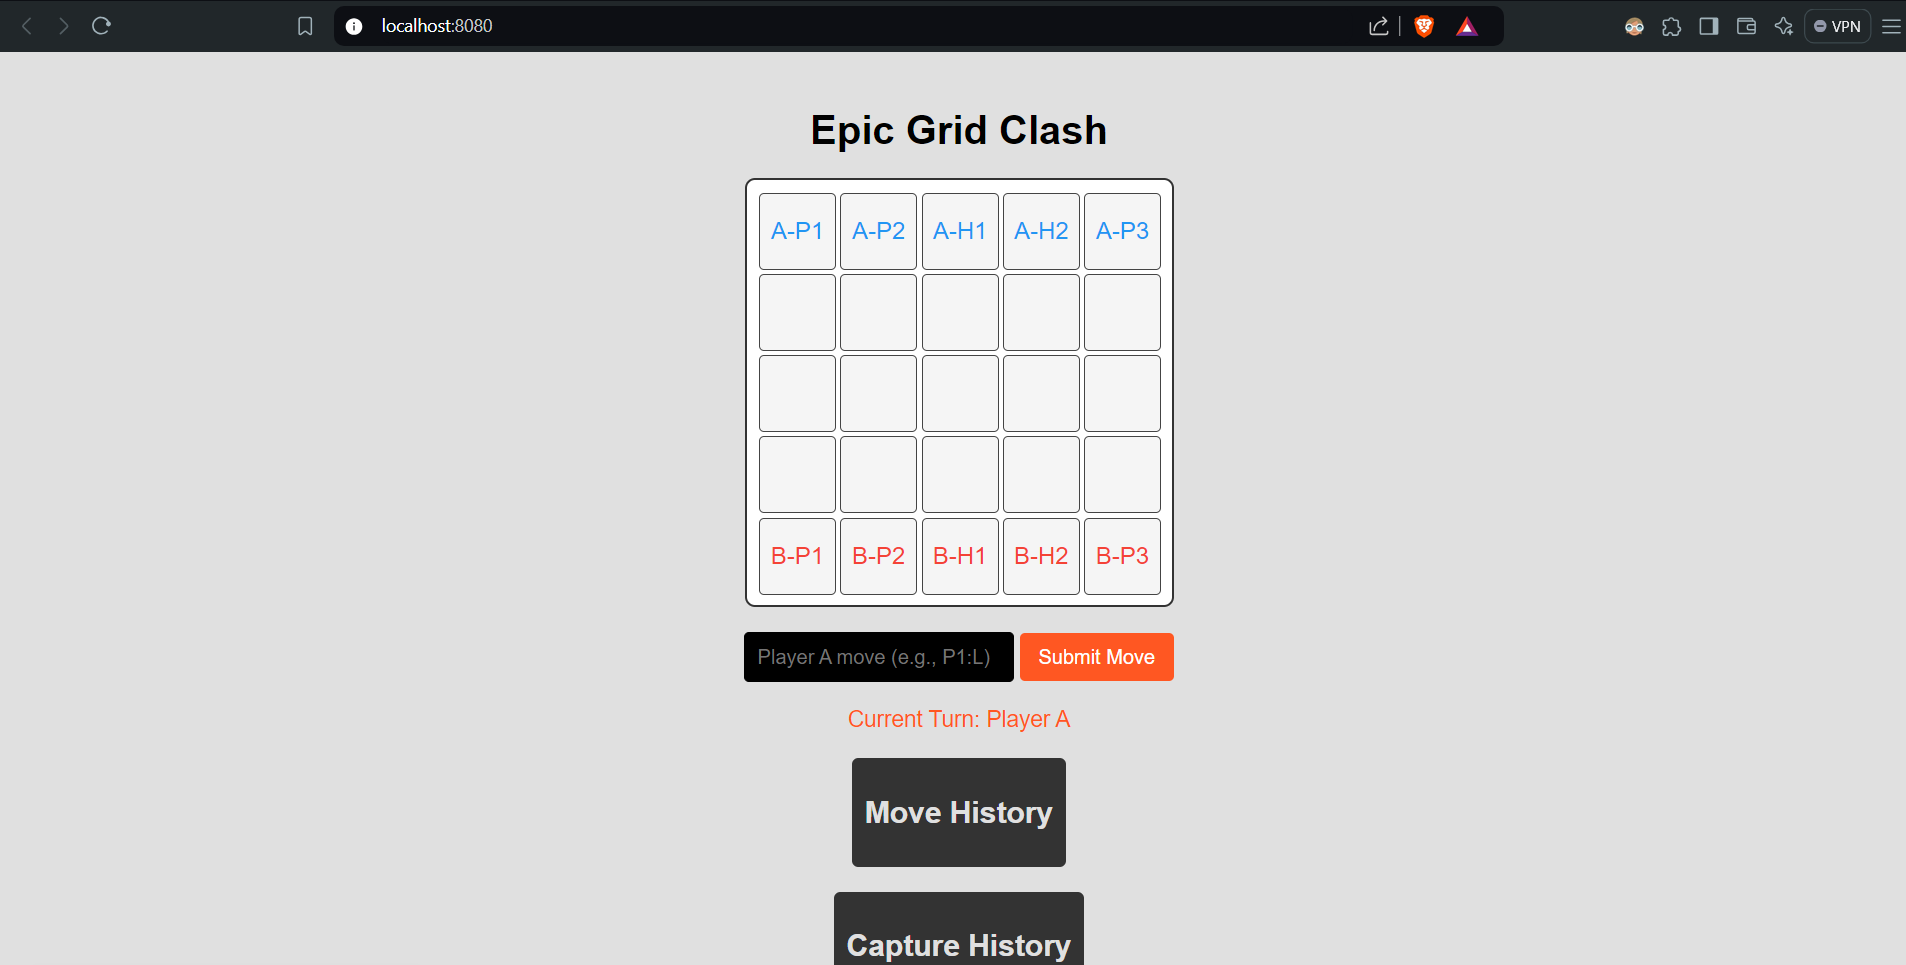 localhost:8080
VPN
Epic Grid Clash
A-P1 A-P2 A-H1 A-H2 A-P3
B-P1 B-P2 B-H1 B-H2 B-P3
Player A move (e.g., P1:L) Submit Move
Current Turn: Player A
Move History
Capture History